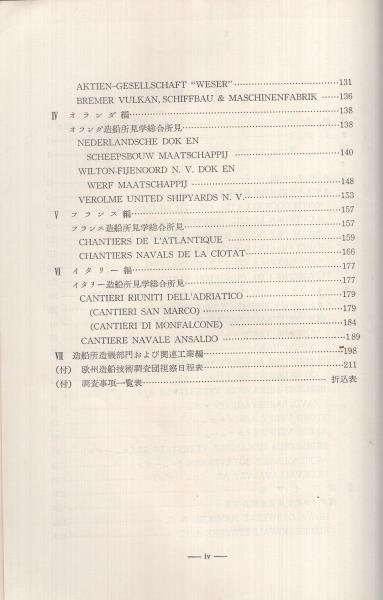 AKTIEN–GESELLSCHAFT “WESER”……………………………131
BREMER VULKAN, SCHIFFBAU & MASCHINENFABRIK ……136
Ⅳ オランダ編……………………………………………………138
オランダ造船所見学総合所見……………………………………138
NEDERLANDSCHE DOK EN
SCHEEPSBOUW MAATSCHAPPIJ ……………………………140
WILTON-FIJENOORD N. V. DOK EN
WERF MAATSCHAPPIJ ………………………………………148
VEROLME UNITED SHIPYARDS N. V.…………………………153
Ⅴ フランス編……………………………………………………157
フランス造船所見学総合所見……………………………………157
CHANTIERS DE L'ATLANTIQUE ………………………………159
CHANTIERS NAVALS DE LA CIOTAT…………………………166
Ⅵ イタリー編……………………………………………………177
イタリー造船所見学総合所見……………………………………177
CANTIERI RIUNITI DELL'ADRIATICO …………………………179
(CANTIERI SAN MARCO) ………………………………………179
(CANTIERI DI MONFALCONE) …………………………………184
CANTIERE NAVALE ANSALDO …………………………………189
Ⅶ 造船所造機部門および関連工業編……………………………198
(付) 欧州造船技術調査団視察日程表……………………………211
(付) 調査事項一覧表……………………………………… 折込表
— iv —